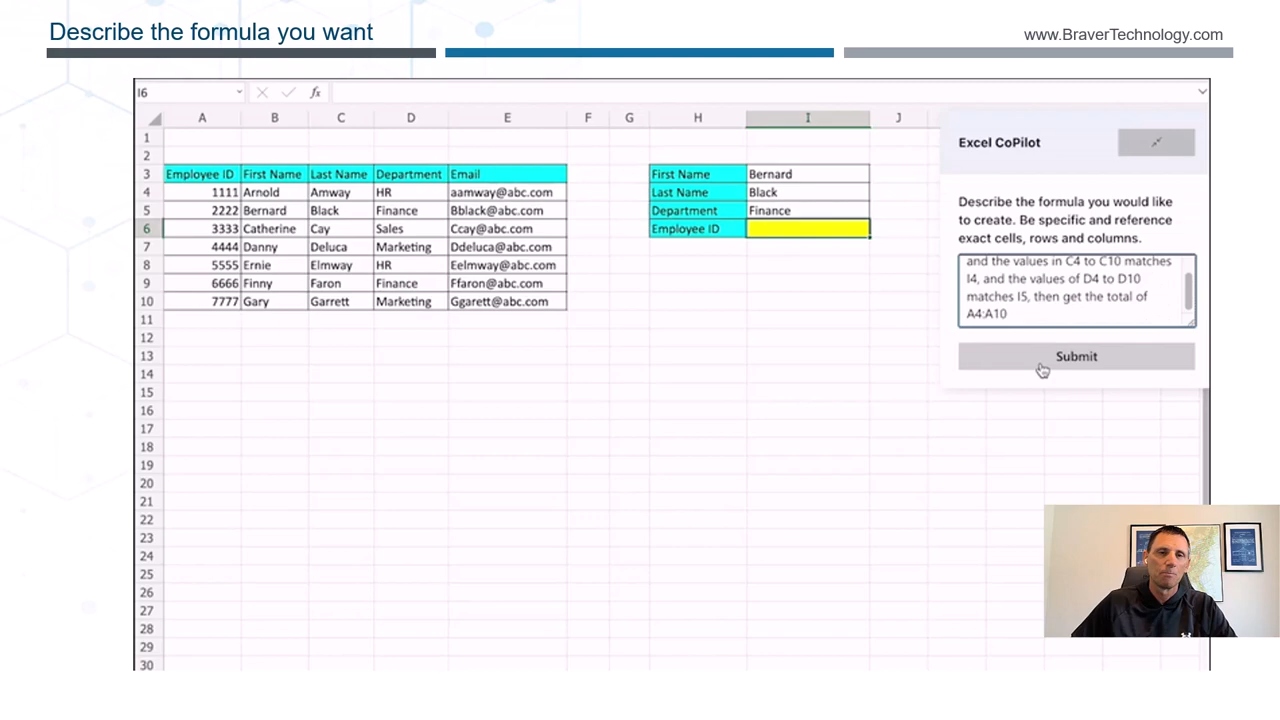 Describe the formula you want
www.BraverTechnology.com
I6
fx
A B C D E F G H I J
1
2
3 Employee ID First Name Last Name Department Email First Name Bernard
4 1111 Arnold Amway HR aamway@abc.com Last Name Black
5 2222 Bernard Black Finance Bblack@abc.com Department Finance
6 3333 Catherine Cay Sales Ccay@abc.com Employee ID
7 4444 Danny Deluca Marketing Ddeluca@abc.com
8 5555 Ernie Elmway HR Eelmway@abc.com
9 6666 Finny Faron Finance Ffaron@abc.com
10 7777 Gary Garrett Marketing Ggarett@abc.com
11
12
13
14
15
16
17
18
19
20
21
22
23
24
25
26
27
28
29
30
Excel CoPilot
Describe the formula you would like
to create. Be specific and reference
exact cells, rows and columns.
and the values in C4 to C10 matches
I4, and the values of D4 to D10
matches I5, then get the total of
A4:A10
Submit